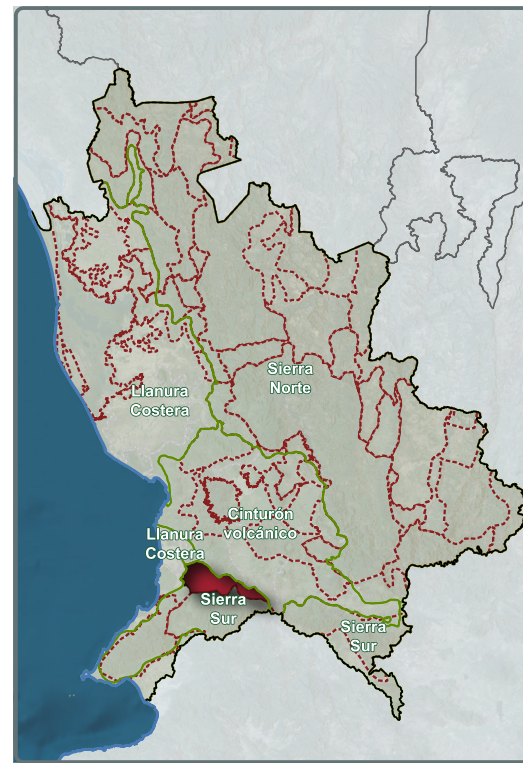 Sierra
Norte
Llanura
Costera
Cinturón
volcánico
Llanura
Costera
Sierra
Sur
Sierra
Sur